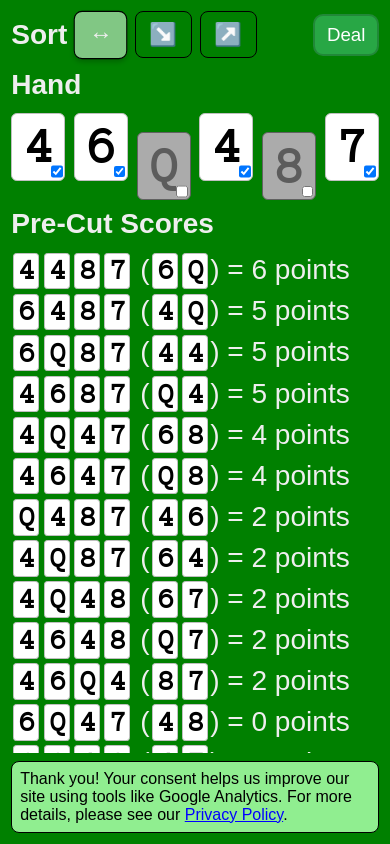 Sort ↔ ↘ ↗ Deal
Hand
4 6 Q 4 8 7
Pre-Cut Scores
4 4 8 7 (6 Q) = 6 points
6 4 8 7 (4 Q) = 5 points
6 Q 8 7 (4 4) = 5 points
4 6 8 7 (Q 4) = 5 points
4 Q 4 7 (6 8) = 4 points
4 6 4 7 (Q 8) = 4 points
Q 4 8 7 (4 6) = 2 points
4 Q 8 7 (6 4) = 2 points
4 Q 4 8 (6 7) = 2 points
4 6 4 8 (Q 7) = 2 points
4 6 Q 4 (8 7) = 2 points
6 Q 4 7 (4 8) = 0 points
Thank you! Your consent helps us improve our
site using tools like Google Analytics. For more
details, please see our Privacy Policy.